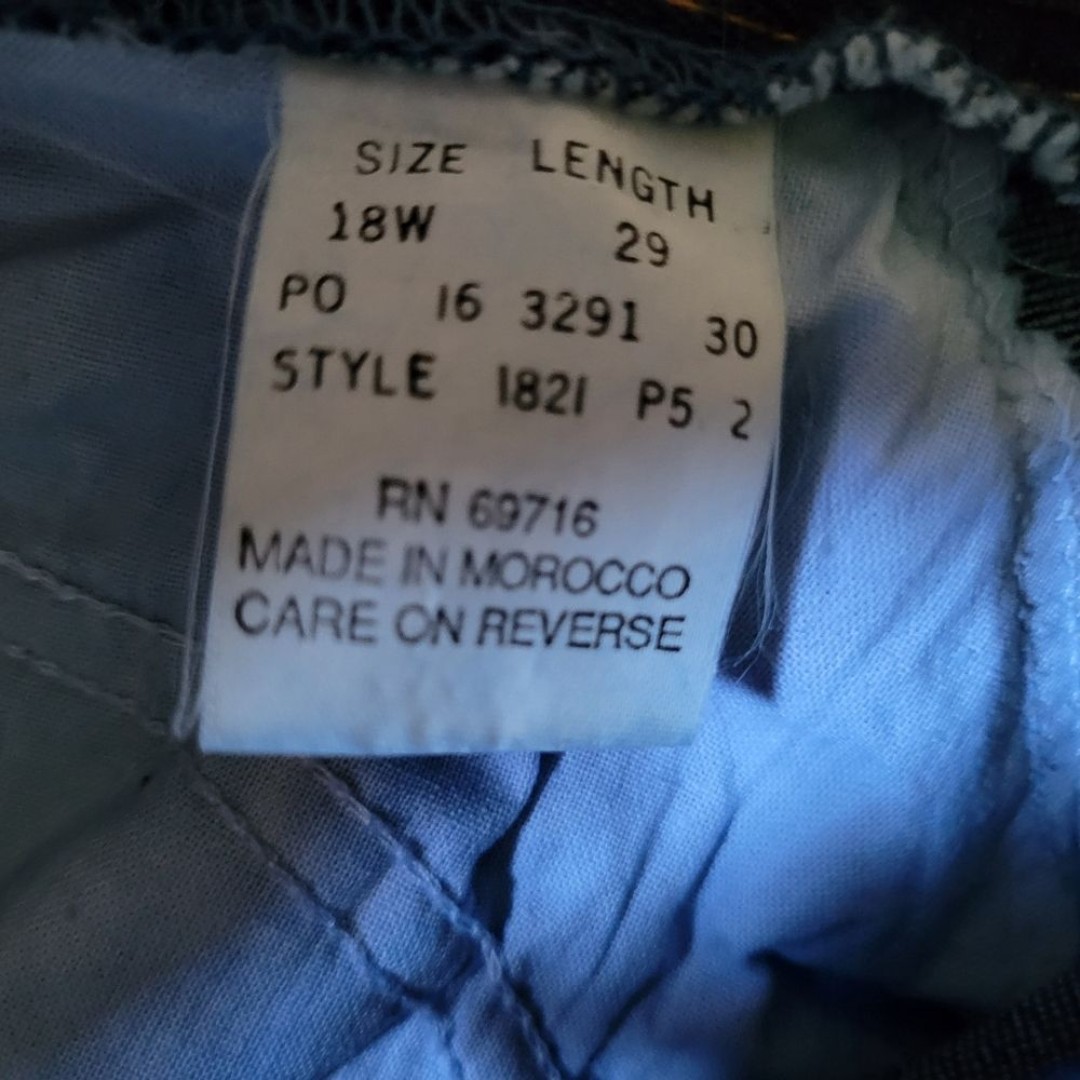 SIZE LENGTH
18W 29
PO 16 3291 30
STYLE 1821 P5 2
RN 69716
MADE IN MOROCCO
CARE ON REVERSE